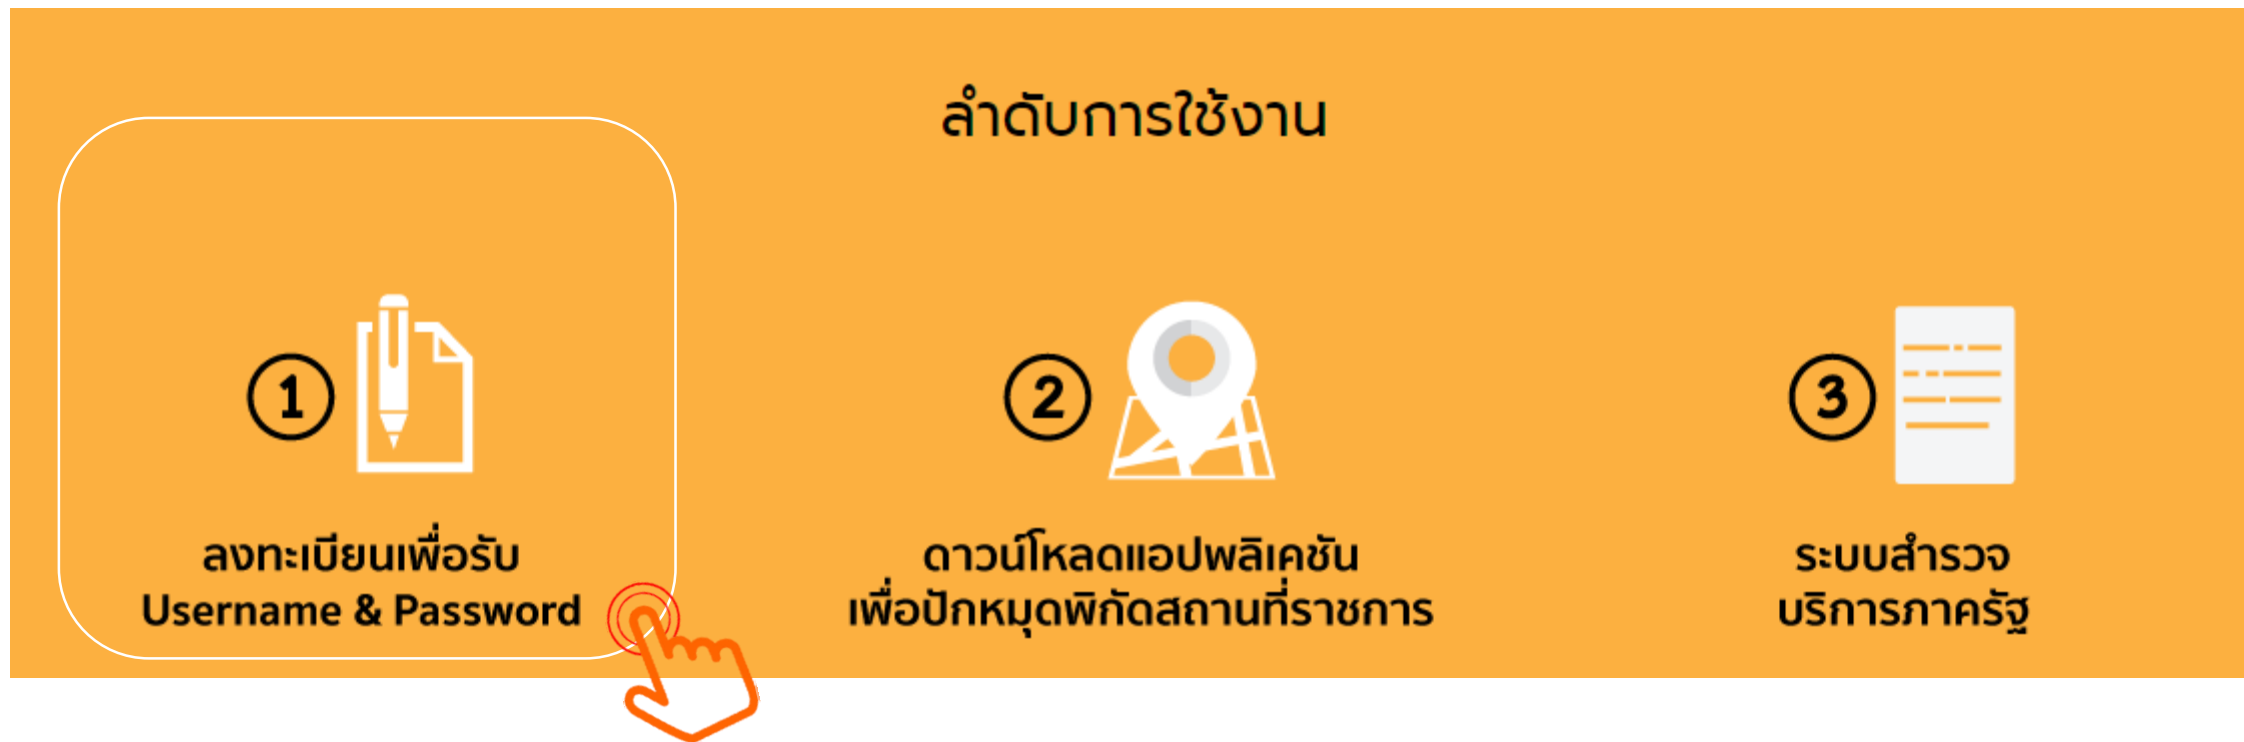 ลำดับการใช้งาน
1
ลงทะเบียนเพื่อรับ
Username & Password
2
ดาวน์โหลดแอปพลิเคชัน
เพื่อปักหมุดพิกัดสถานที่ราชการ
3
ระบบสำรวจ
บริการภาครัฐ